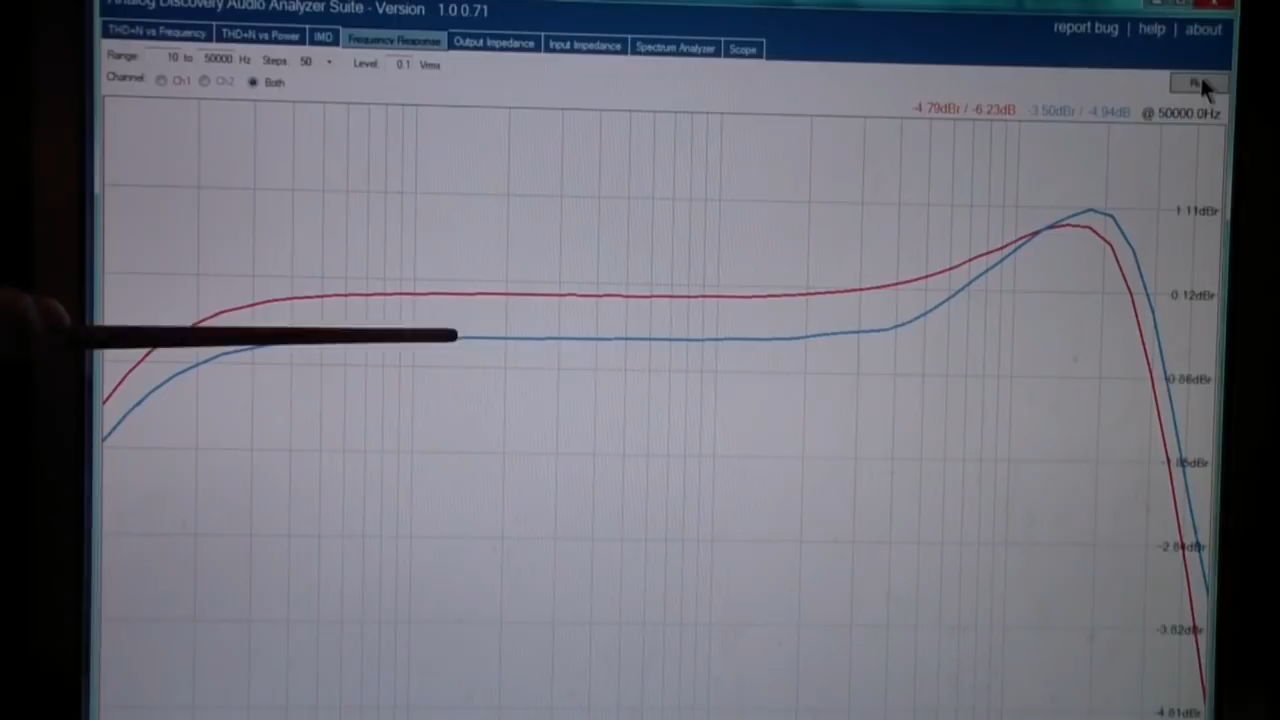 Analog Discovery Audio Analyzer Suite - Version 1.0.0.71
report bug | help | about
THD+N vs Frequency THD+N vs Power IMD Frequency Response Output Impedance Input Impedance Spectrum Analyzer Scope
Range: 10 to 50000 Hz Steps: 50 Level: 0.1 Vrms
Channel: Ch1 Ch2 Both
-4.79dBr / -6.23dB -3.50dBr / -4.94dB @ 50000.0Hz
1.11dBr
0.12dBr
-0.86dBr
-1.85dBr
-2.84dBr
-3.82dBr
-4.81dBr